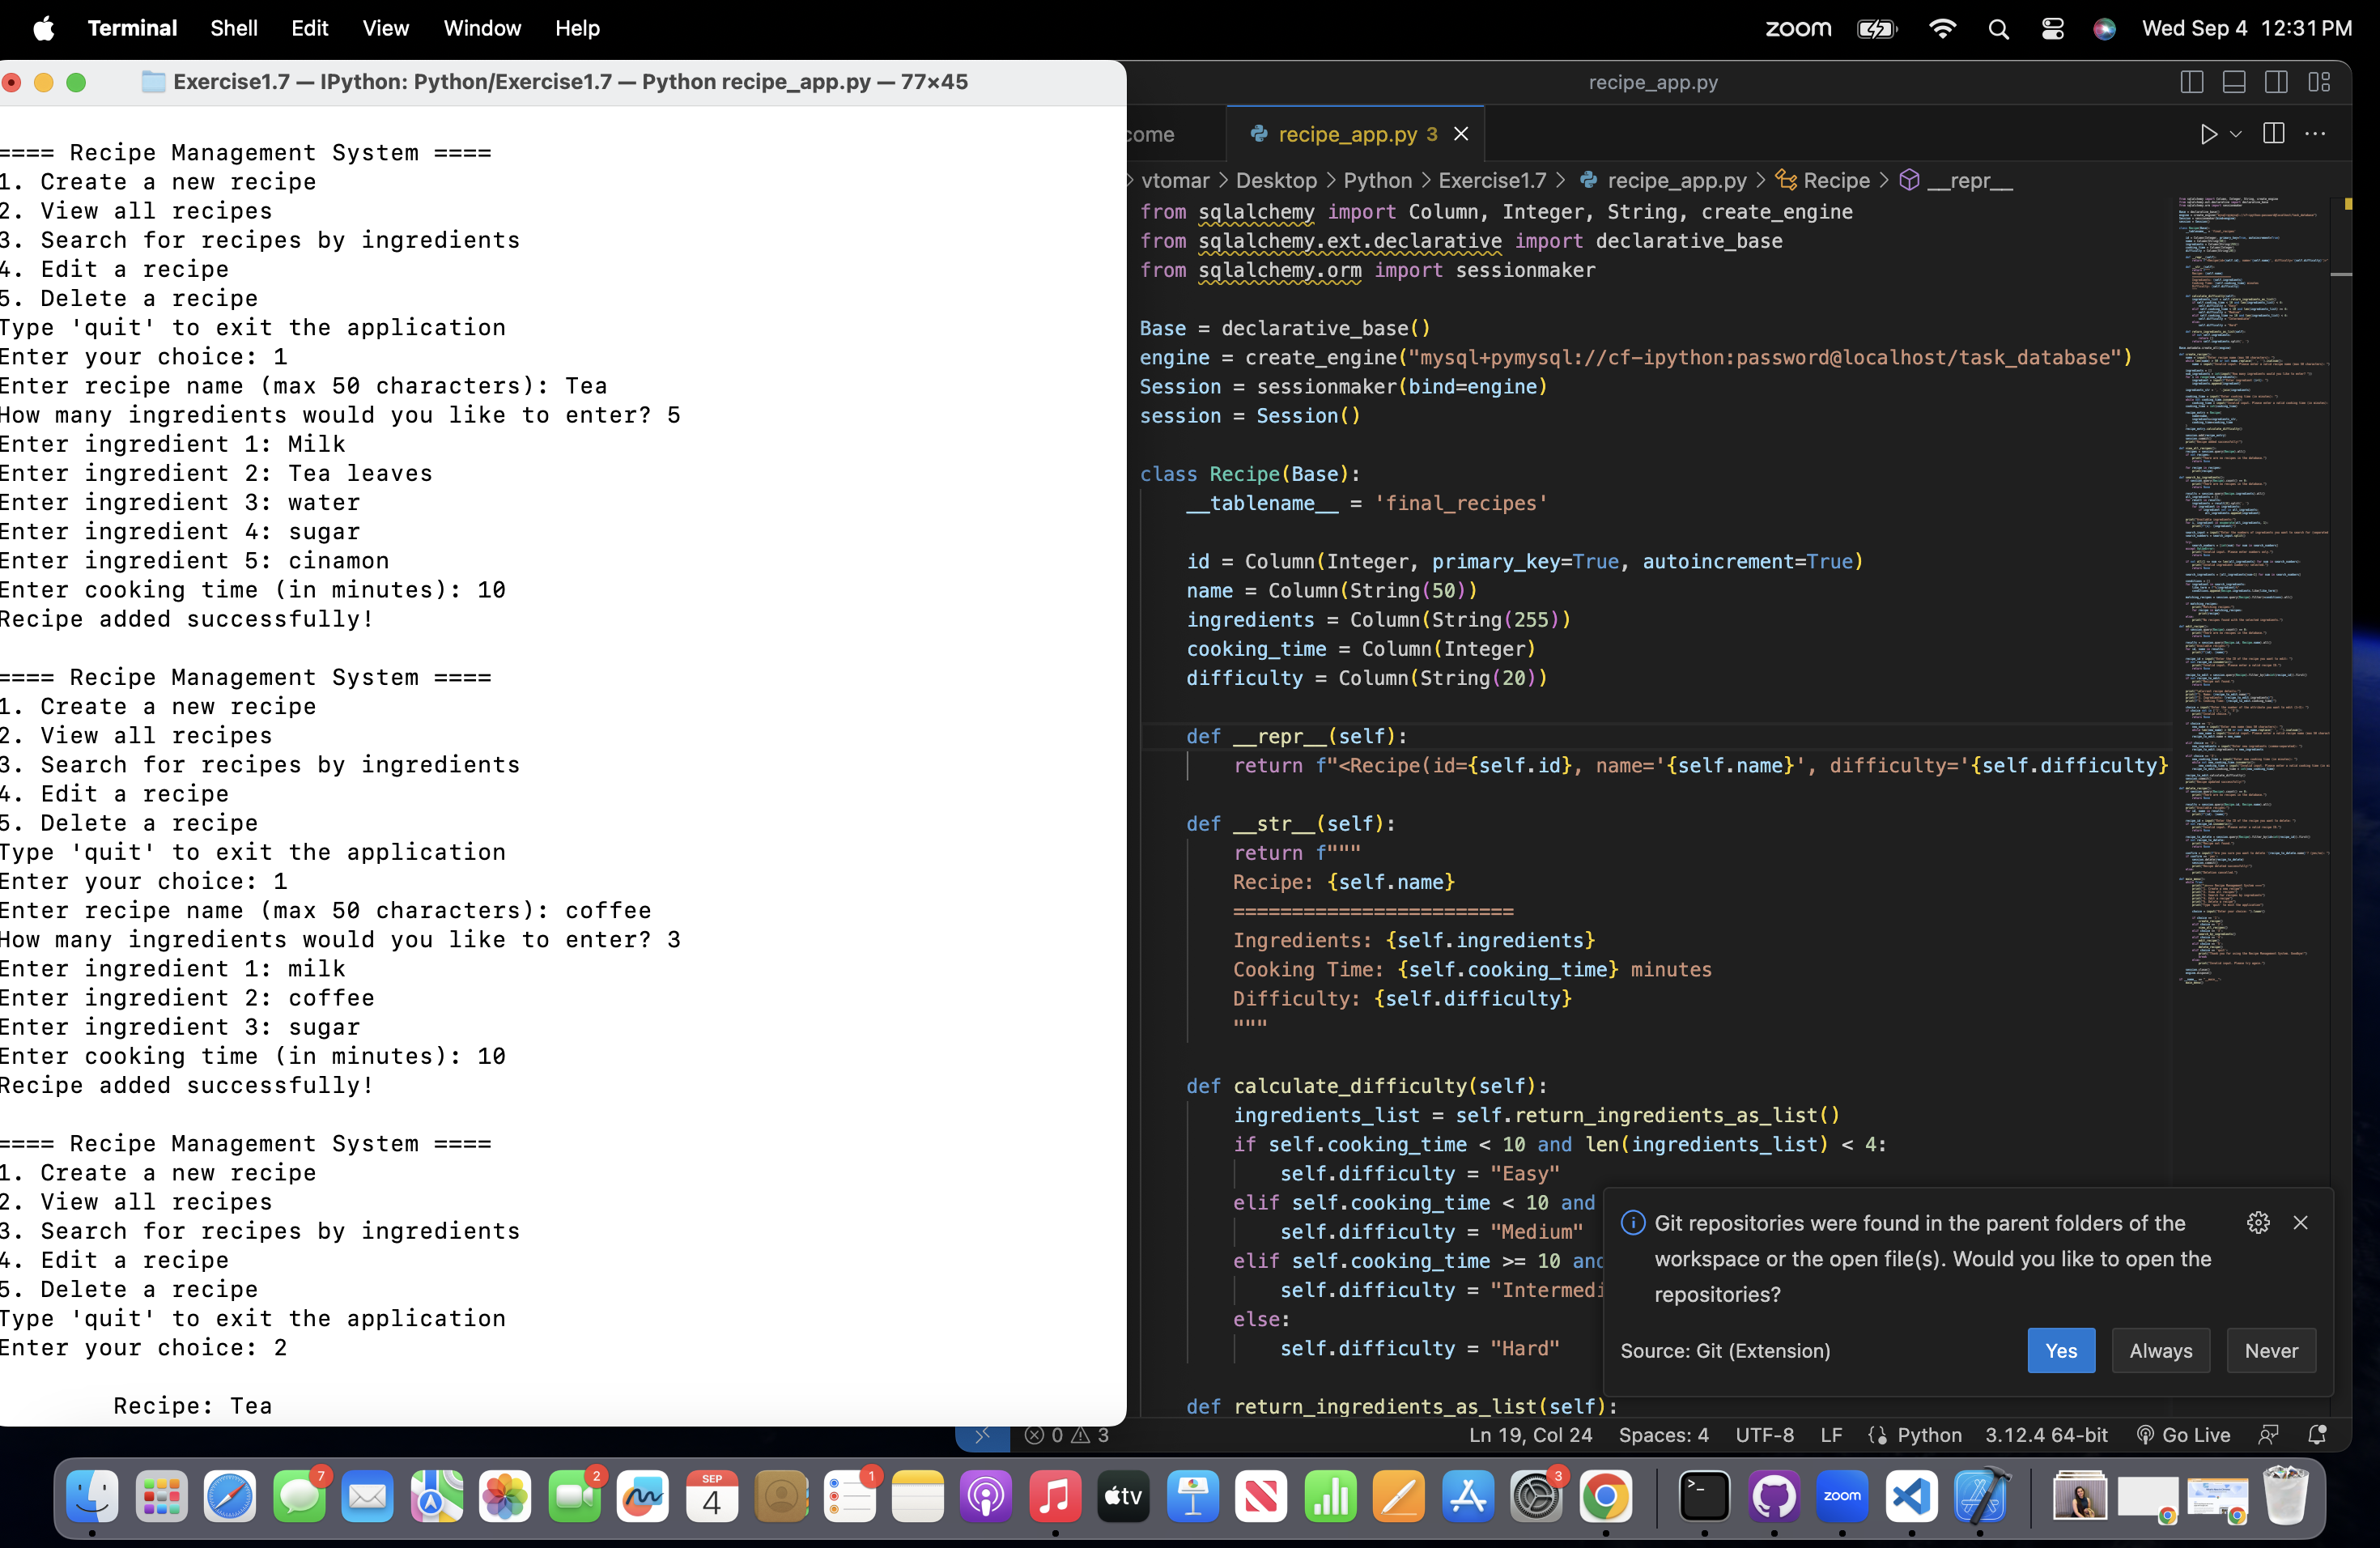 Terminal Shell Edit View Window Help zoom Wed Sep 4 12:31 PM
Exercise1.7 — IPython: Python/Exercise1.7 — Python recipe_app.py — 77×45
==== Recipe Management System ====
1. Create a new recipe
2. View all recipes
3. Search for recipes by ingredients
4. Edit a recipe
5. Delete a recipe
Type 'quit' to exit the application
Enter your choice: 1
Enter recipe name (max 50 characters): Tea
How many ingredients would you like to enter? 5
Enter ingredient 1: Milk
Enter ingredient 2: Tea leaves
Enter ingredient 3: water
Enter ingredient 4: sugar
Enter ingredient 5: cinamon
Enter cooking time (in minutes): 10
Recipe added successfully!
==== Recipe Management System ====
1. Create a new recipe
2. View all recipes
3. Search for recipes by ingredients
4. Edit a recipe
5. Delete a recipe
Type 'quit' to exit the application
Enter your choice: 1
Enter recipe name (max 50 characters): coffee
How many ingredients would you like to enter? 3
Enter ingredient 1: milk
Enter ingredient 2: coffee
Enter ingredient 3: sugar
Enter cooking time (in minutes): 10
Recipe added successfully!
==== Recipe Management System ====
1. Create a new recipe
2. View all recipes
3. Search for recipes by ingredients
4. Edit a recipe
5. Delete a recipe
Type 'quit' to exit the application
Enter your choice: 2
Recipe: Tea
recipe_app.py
come recipe_app.py 3
vtomar > Desktop > Python > Exercise1.7 > recipe_app.py > Recipe > __repr__
from sqlalchemy import Column, Integer, String, create_engine
from sqlalchemy.ext.declarative import declarative_base
from sqlalchemy.orm import sessionmaker
Base = declarative_base()
engine = create_engine("mysql+pymysql://cf-ipython:password@localhost/task_database")
Session = sessionmaker(bind=engine)
session = Session()
class Recipe(Base):
__tablename__ = 'final_recipes'
id = Column(Integer, primary_key=True, autoincrement=True)
name = Column(String(50))
ingredients = Column(String(255))
cooking_time = Column(Integer)
difficulty = Column(String(20))
def __repr__(self):
return f"<Recipe(id={self.id}, name='{self.name}', difficulty='{self.difficulty}
def __str__(self):
return f"""
Recipe: {self.name}
========================
Ingredients: {self.ingredients}
Cooking Time: {self.cooking_time} minutes
Difficulty: {self.difficulty}
"""
def calculate_difficulty(self):
ingredients_list = self.return_ingredients_as_list()
if self.cooking_time < 10 and len(ingredients_list) < 4:
self.difficulty = "Easy"
elif self.cooking_time < 10 and
self.difficulty = "Medium"
elif self.cooking_time >= 10 and
self.difficulty = "Intermedi
else:
self.difficulty = "Hard"
def return_ingredients_as_list(self):
Git repositories were found in the parent folders of the
workspace or the open file(s). Would you like to open the
repositories?
Source: Git (Extension) Yes Always Never
0 3 Ln 19, Col 24 Spaces: 4 UTF-8 LF Python 3.12.4 64-bit Go Live
7 2 SEP 4 1 tv 3 zoom